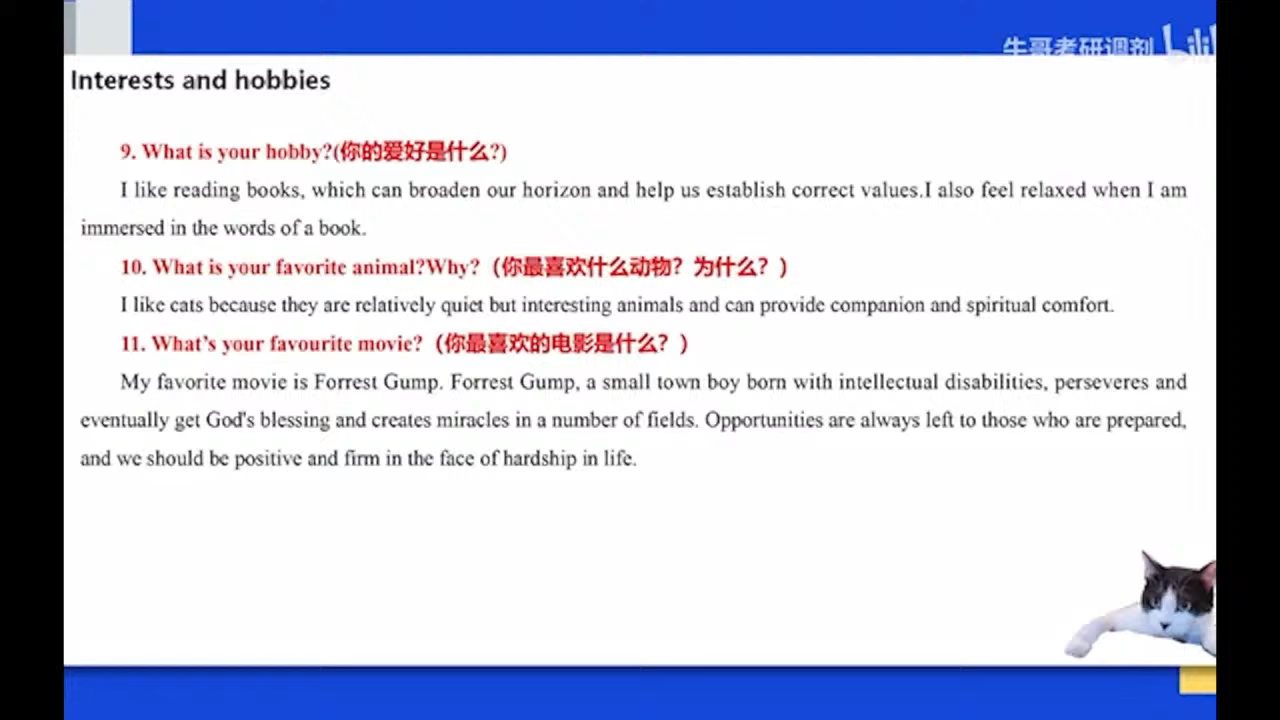 牛哥考研调剂 bili
Interests and hobbies
9. What is your hobby?(你的爱好是什么?)
I like reading books, which can broaden our horizon and help us establish correct values.I also feel relaxed when I am
immersed in the words of a book.
10. What is your favorite animal?Why?（你最喜欢什么动物？为什么？）
I like cats because they are relatively quiet but interesting animals and can provide companion and spiritual comfort.
11. What’s your favourite movie?（你最喜欢的电影是什么？）
My favorite movie is Forrest Gump. Forrest Gump, a small town boy born with intellectual disabilities, perseveres and
eventually get God's blessing and creates miracles in a number of fields. Opportunities are always left to those who are prepared,
and we should be positive and firm in the face of hardship in life.